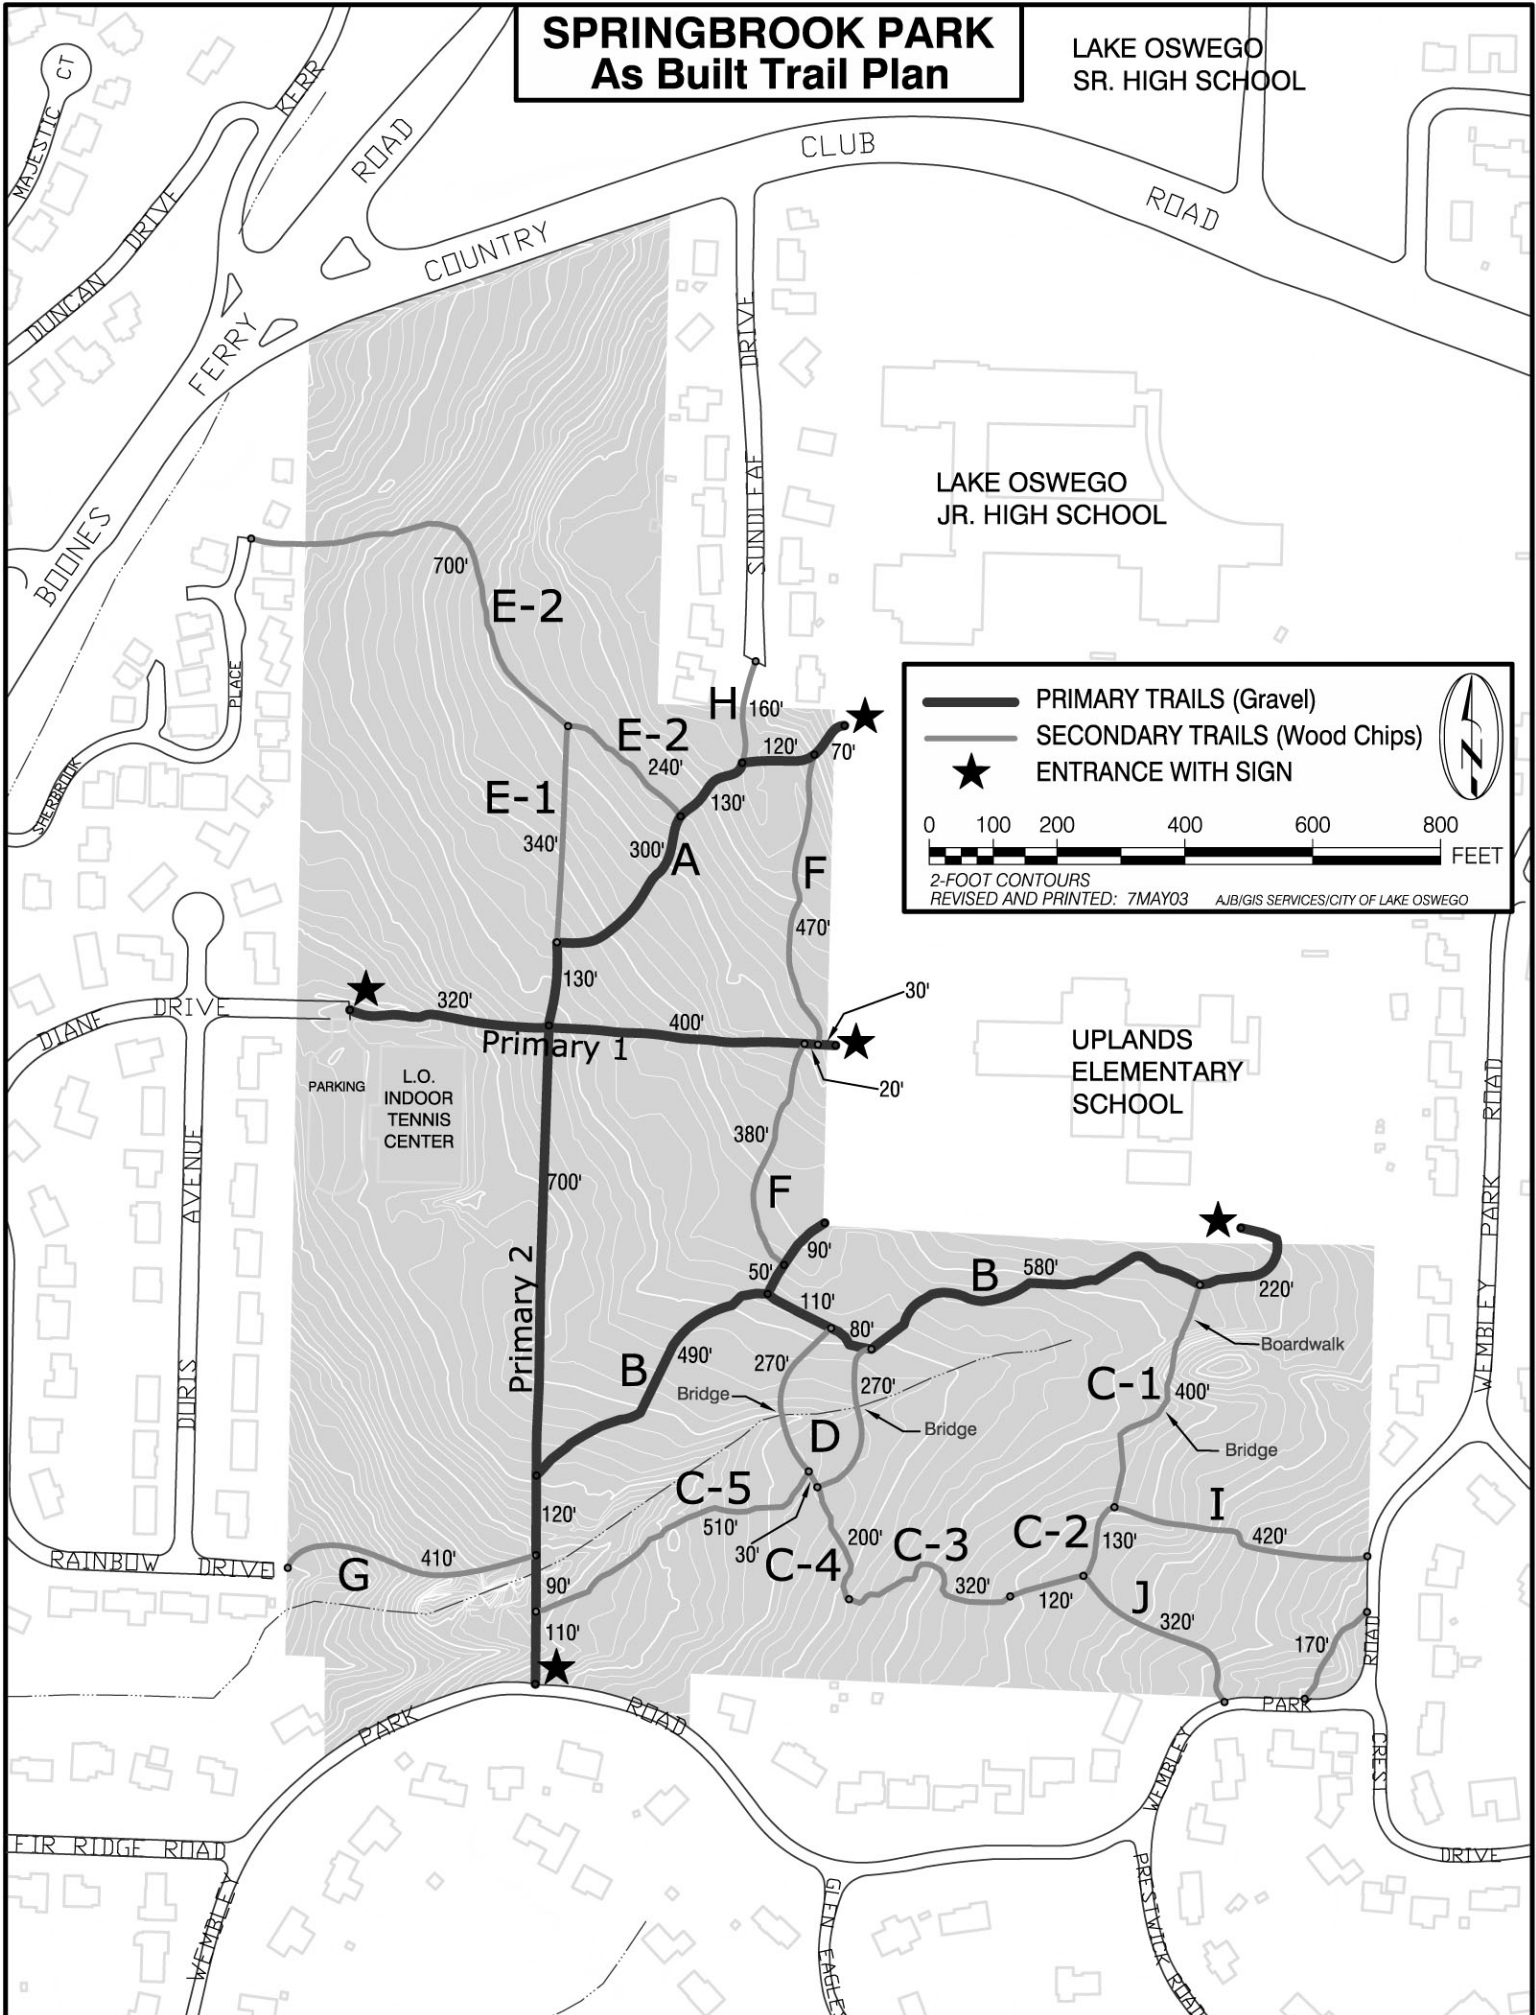 SPRINGBROOK PARK
As Built Trail Plan
LAKE OSWEGO
SR. HIGH SCHOOL
CT
MAJESTIC
KERR
ROAD
CLUB
ROAD
COUNTRY
DUNCAN DRIVE
BOONES FERRY
SUNDLEAF DRIVE
LAKE OSWEGO
JR. HIGH SCHOOL
700'
E-2
SHERBROOK PLACE
H
160'
E-2
240'
120'
70'
130'
E-1
340'
300'
A
F
470'
PRIMARY TRAILS (Gravel)
SECONDARY TRAILS (Wood Chips)
ENTRANCE WITH SIGN
N
0 100 200 400 600 800
FEET
2-FOOT CONTOURS
REVISED AND PRINTED: 7MAY03 AJB/GIS SERVICES/CITY OF LAKE OSWEGO
130'
30'
DIANE DRIVE
320'
400'
Primary 1
20'
PARKING
L.O.
INDOOR
TENNIS
CENTER
UPLANDS
ELEMENTARY
SCHOOL
380'
F
700'
DORIS AVENUE
WEMBLEY PARK ROAD
Primary 2
90'
50'
110'
B
580'
220'
80'
Boardwalk
B
490'
270'
270'
C-1
400'
Bridge
D
Bridge
Bridge
C-5
510'
30'
120'
I
420'
200'
C-3
C-2
130'
C-4
RAINBOW DRIVE
G
410'
90'
320'
120'
J
320'
110'
170'
ROAD
PARK
ROAD
PARK
WEMBLEY
CREST
DRIVE
FIR RIDGE ROAD
WEMBLEY
GLEN EAGLES
PRESTWICK ROAD